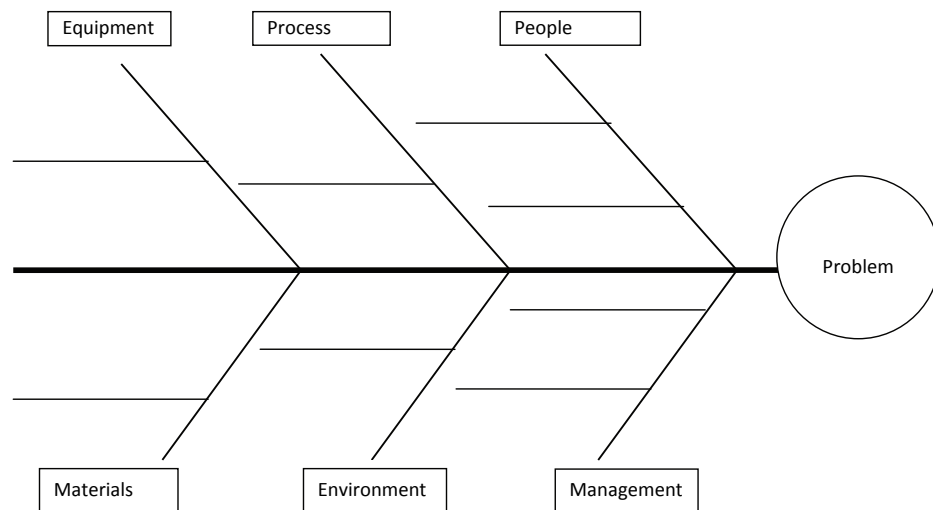 Equipment
Process
People
Problem
Materials
Environment
Management